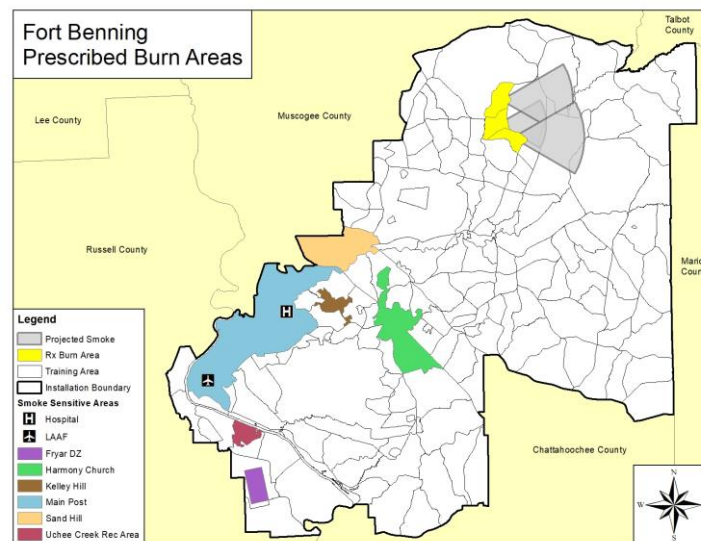 Fort Benning
Prescribed Burn Areas
Talbot
County
Lee County
Muscogee County
Russell County
Chattahoochee County
Legend
Projected Smoke
Rx Burn Area
Training Area
Installation Boundary
Smoke Sensitive Areas
H
Hospital
LAAF
Fryar DZ
Harmony Church
Kelley Hill
Main Post
Sand Hill
Uchee Creek Rec Area
H
N
W
E
S